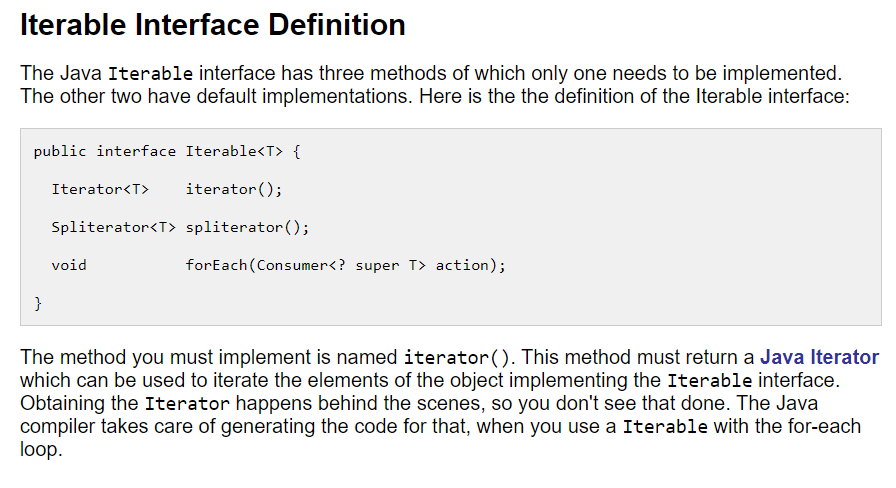 Iterable Interface Definition
The Java Iterable interface has three methods of which only one needs to be implemented.
The other two have default implementations. Here is the the definition of the Iterable interface:
public interface Iterable<T> {
Iterator<T>    iterator();
Spliterator<T> spliterator();
void           forEach(Consumer<? super T> action);
}
The method you must implement is named iterator(). This method must return a Java Iterator
which can be used to iterate the elements of the object implementing the Iterable interface.
Obtaining the Iterator happens behind the scenes, so you don't see that done. The Java
compiler takes care of generating the code for that, when you use a Iterable with the for-each
loop.